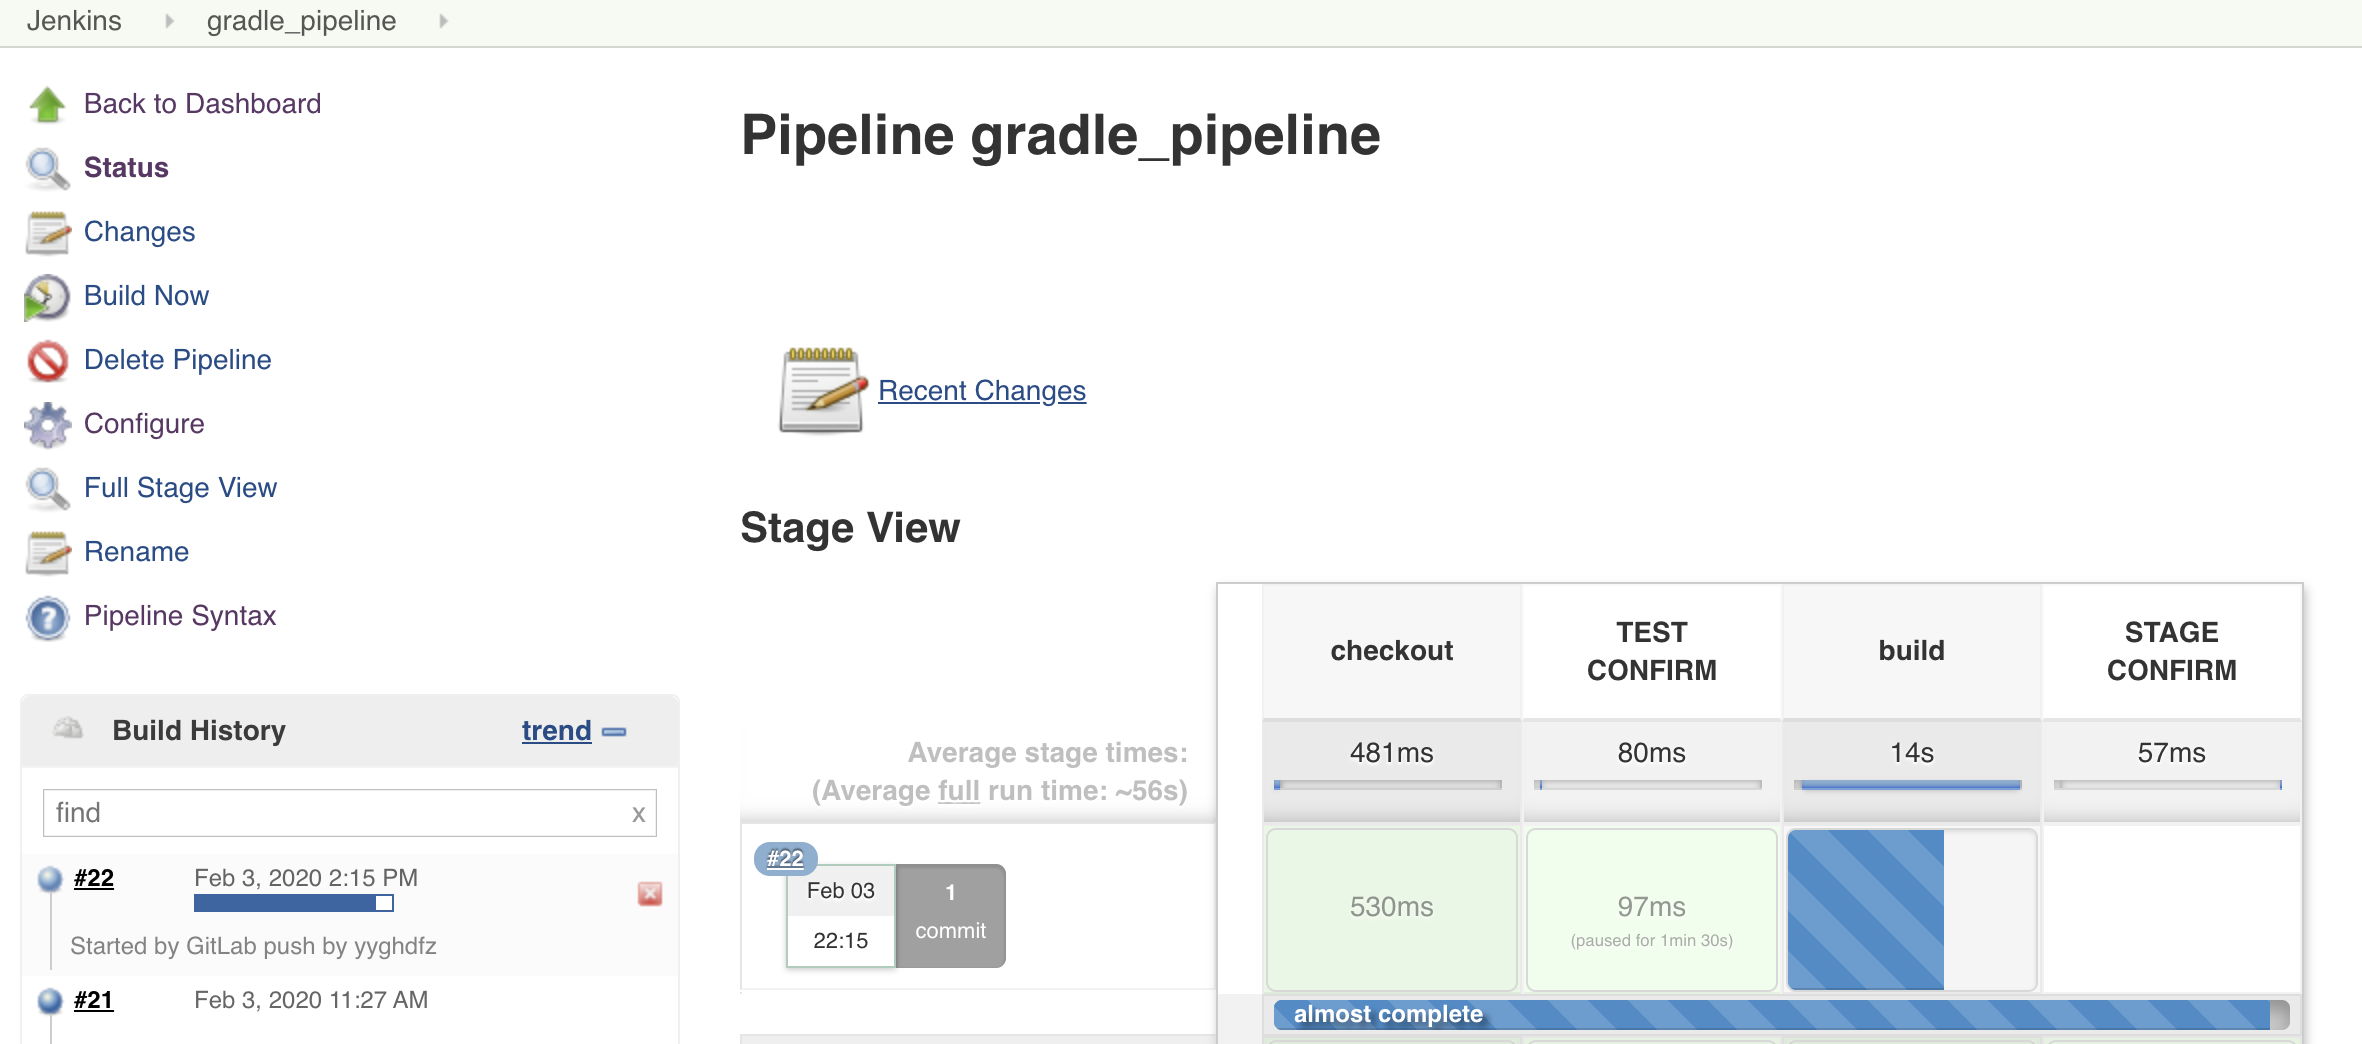 Jenkins gradle_pipeline
Back to Dashboard
Status
Changes
Build Now
Delete Pipeline
Configure
Full Stage View
Rename
Pipeline Syntax
Build History trend
find x
#22 Feb 3, 2020 2:15 PM
Started by GitLab push by yyghdfz
#21 Feb 3, 2020 11:27 AM
Pipeline gradle_pipeline
Recent Changes
Stage View
checkout
TEST
CONFIRM
build
STAGE
CONFIRM
Average stage times:
(Average full run time: ~56s)
481ms
80ms
14s
57ms
#22
Feb 03
22:15
1
commit
530ms
97ms
(paused for 1min 30s)
almost complete